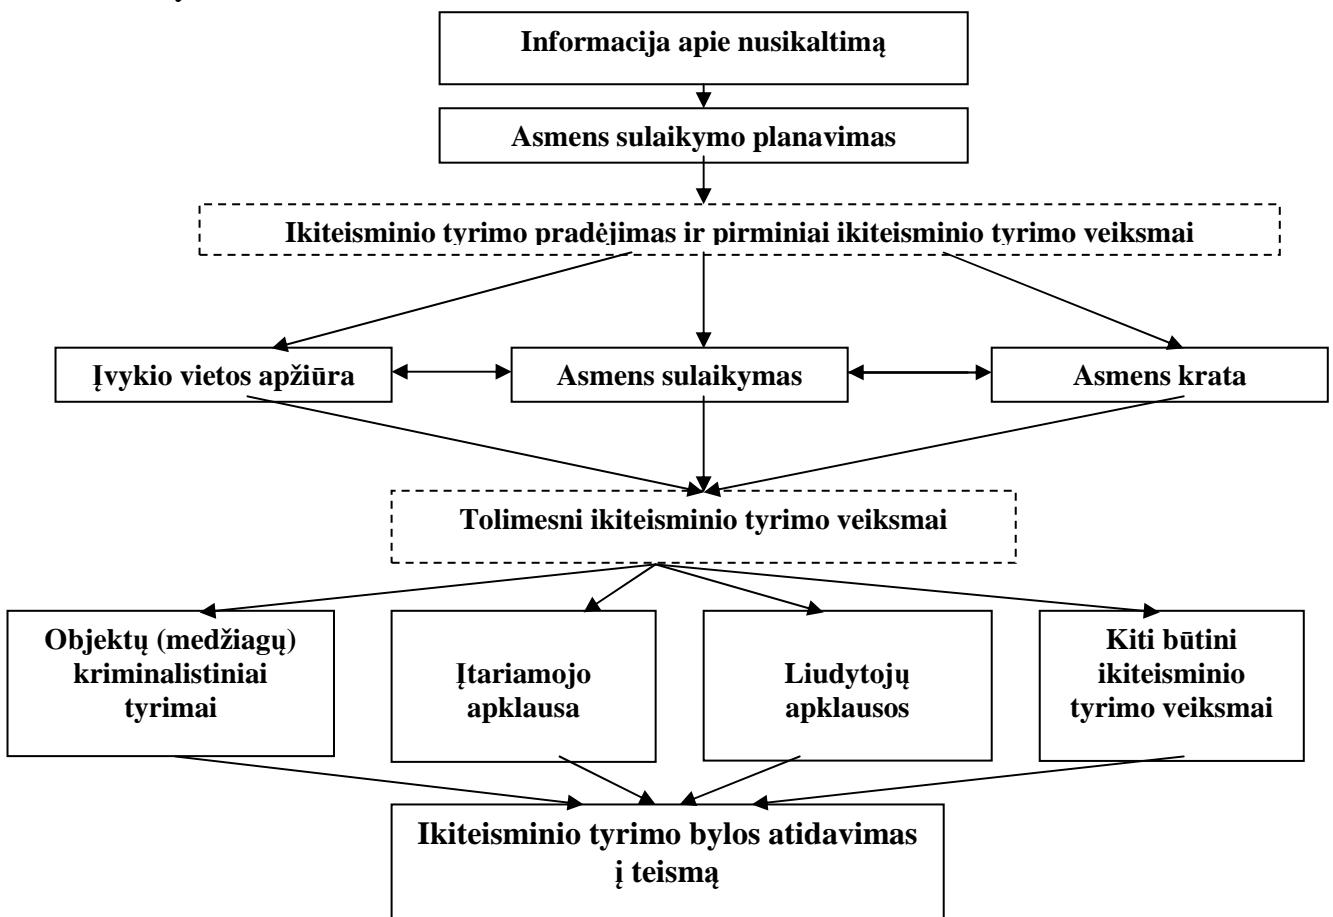 Informacija apie nusikaltimą
Asmens sulaikymo planavimas
Ikiteisminio tyrimo pradėjimas ir pirminiai ikiteisminio tyrimo veiksmai
Įvykio vietos apžiūra
Asmens sulaikymas
Asmens krata
Tolimesni ikiteisminio tyrimo veiksmai
Objektų (medžiagų)
kriminalistiniai
tyrimai
Įtariamojo
apklausa
Liudytojų
apklausos
Kiti būtini
ikiteisminio
tyrimo veiksmai
Ikiteisminio tyrimo bylos atidavimas
į teismą